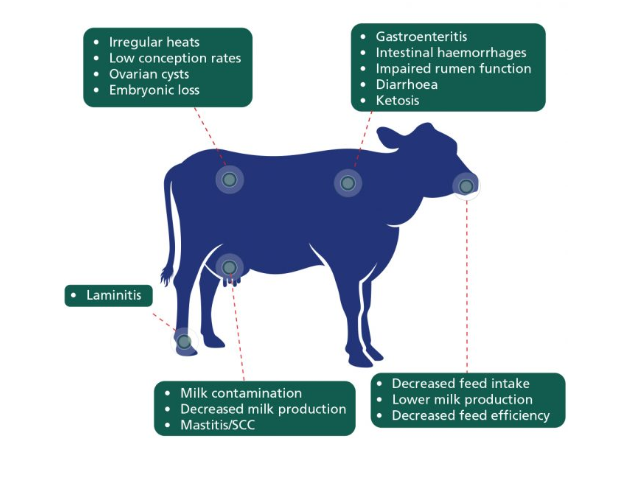 • Irregular heats
• Low conception rates
• Ovarian cysts
• Embryonic loss
• Gastroenteritis
• Intestinal haemorrhages
• Impaired rumen function
• Diarrhoea
• Ketosis
• Laminitis
• Milk contamination
• Decreased milk production
• Mastitis/SCC
• Decreased feed intake
• Lower milk production
• Decreased feed efficiency